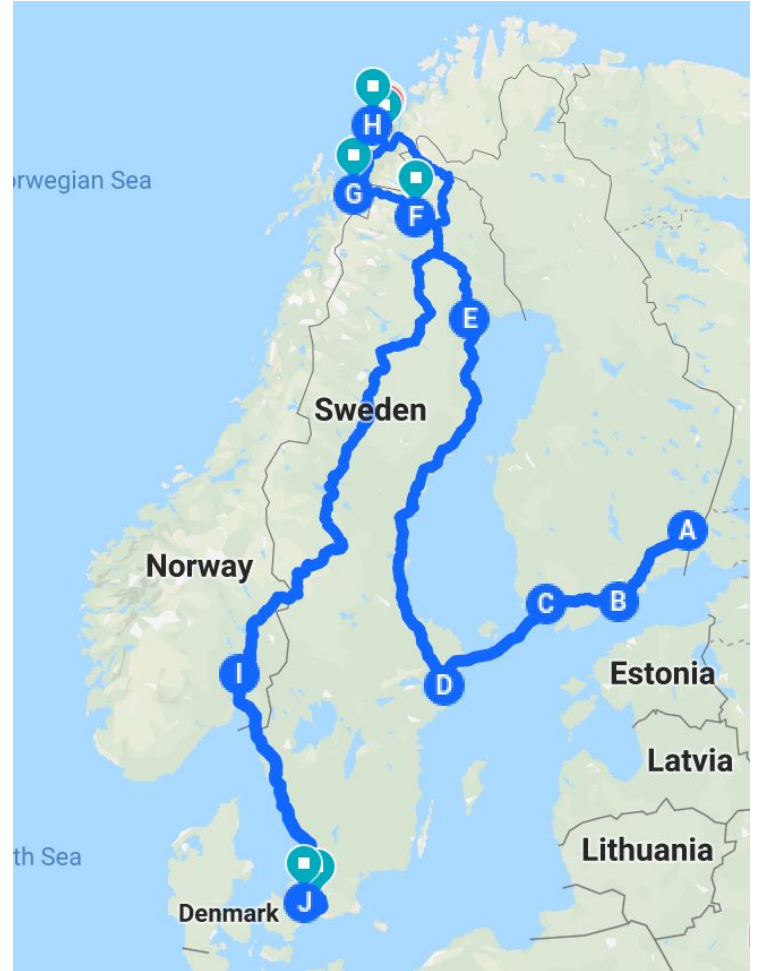 H
rwegian Sea
G
F
E
Sweden
A
Norway
C
B
I
D
Estonia
Latvia
th Sea
Lithuania
J
Denmark